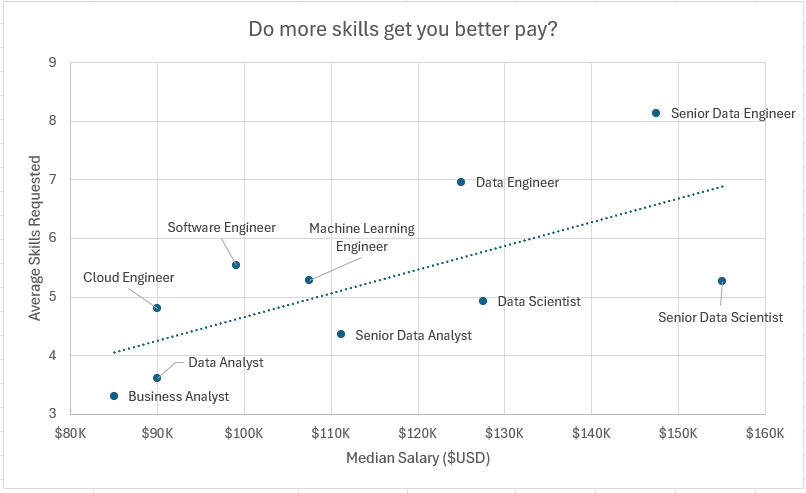 Do more skills get you better pay?
9
8
7
6
5
4
3
Average Skills Requested
Senior Data Engineer
Data Engineer
Software Engineer
Machine Learning
Engineer
Cloud Engineer
Data Scientist
Senior Data Scientist
Senior Data Analyst
Data Analyst
Business Analyst
$80K
$90K
$100K
$110K
$120K
$130K
$140K
$150K
$160K
Median Salary ($USD)